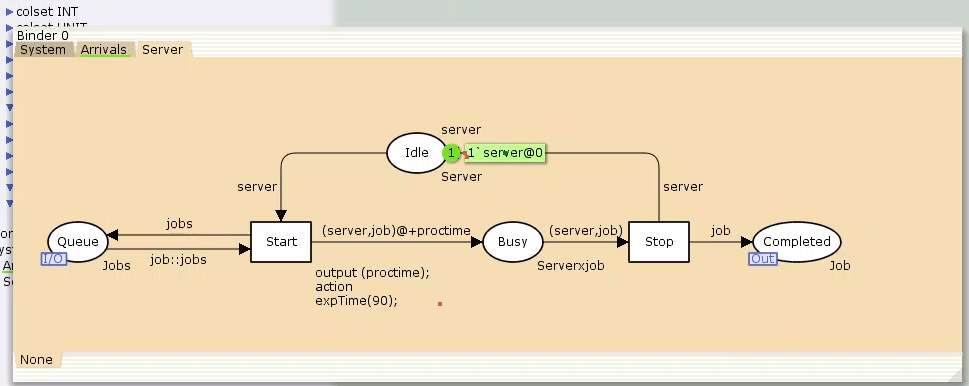 colset INT
Binder 0
System Arrivals Server
server
Idle
1
1`server@0
Server
server
server
jobs
(server,job)@+proctime
(server,job)
job
Queue
Start
Busy
Stop
Completed
I/O
Jobs
job::jobs
Serverxjob
Out
Job
output (proctime);
action
expTime(90);
None